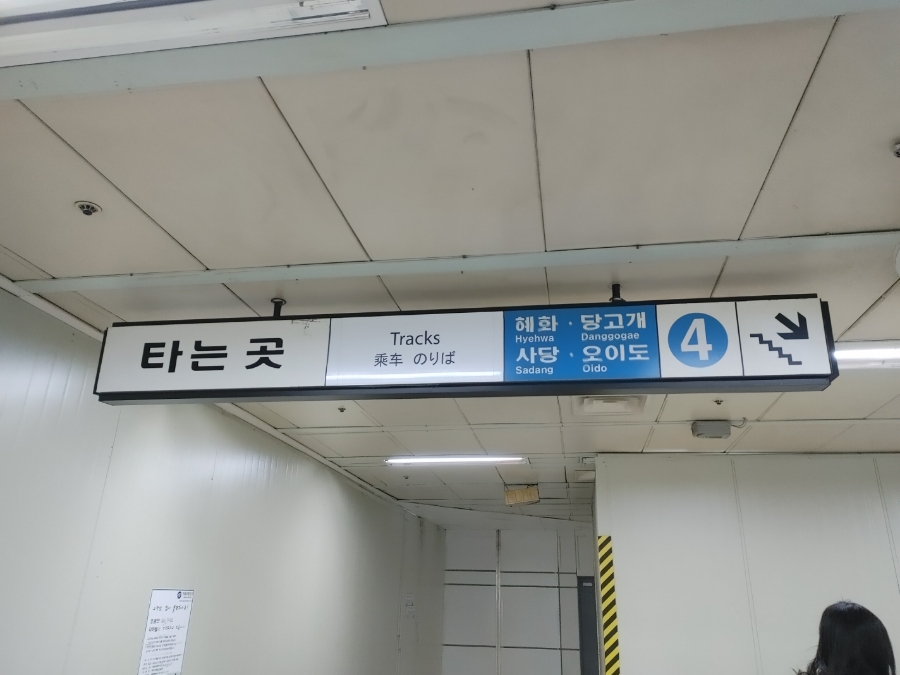 타는 곳
Tracks
乘车 のりば
혜화 · 당고개
Hyehwa Danggogae
사당 · 오이도
Sadang Oido
4